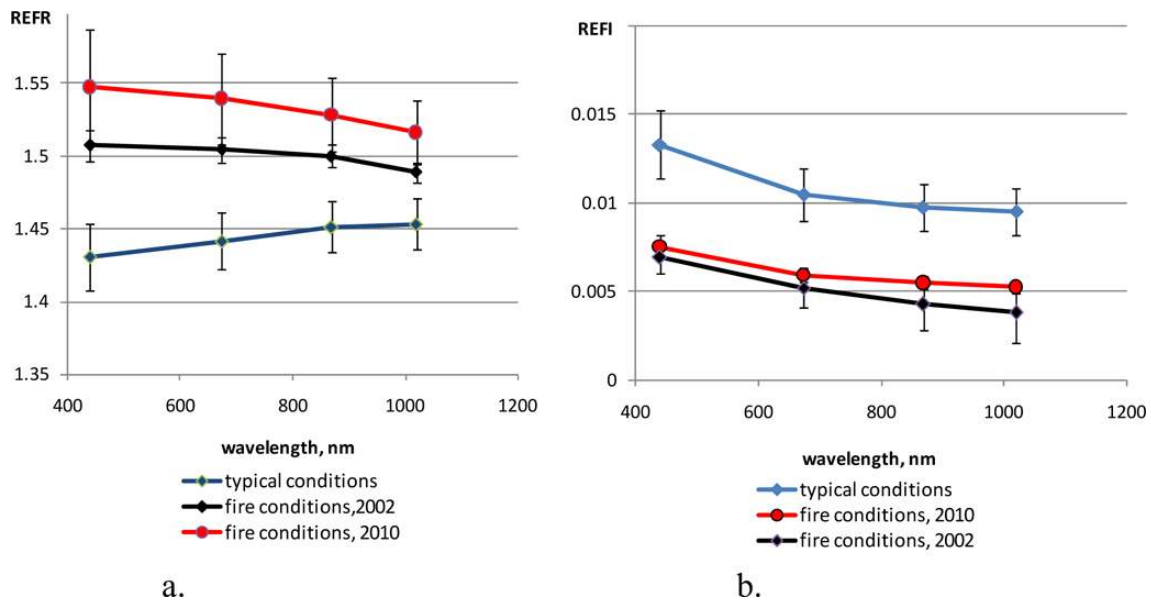 REFR
1.55
1.5
1.45
1.4
1.35
400 600 800 1000 1200
wavelength, nm
typical conditions
fire conditions,2002
fire conditions, 2010
a.
REFI
0.015
0.01
0.005
0
400 600 800 1000 1200
wavelength, nm
typical conditions
fire conditions, 2010
fire conditions, 2002
b.